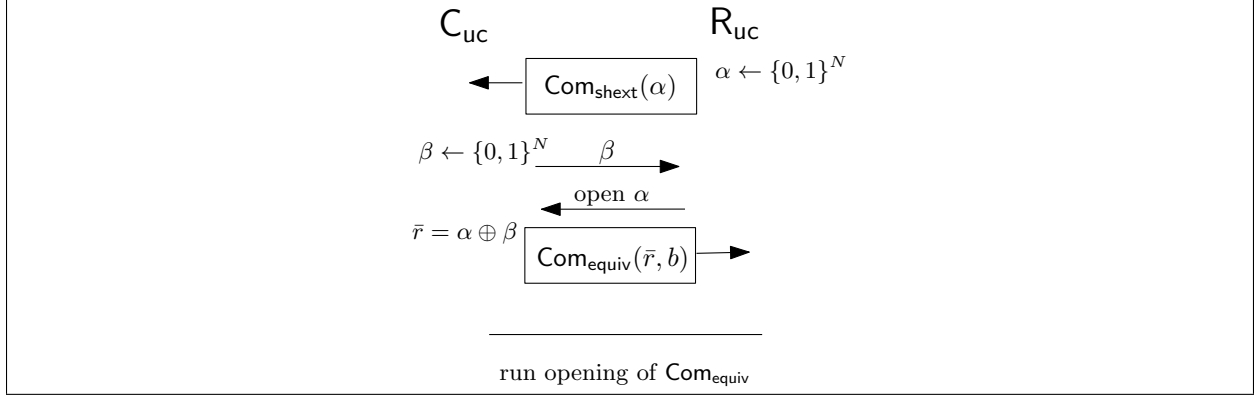 C_uc R_uc
Com_shext(α) α ← {0, 1}^N
β ← {0, 1}^N β
open α
r̄ = α ⊕ β
Com_equiv(r̄, b)
run opening of Com_equiv